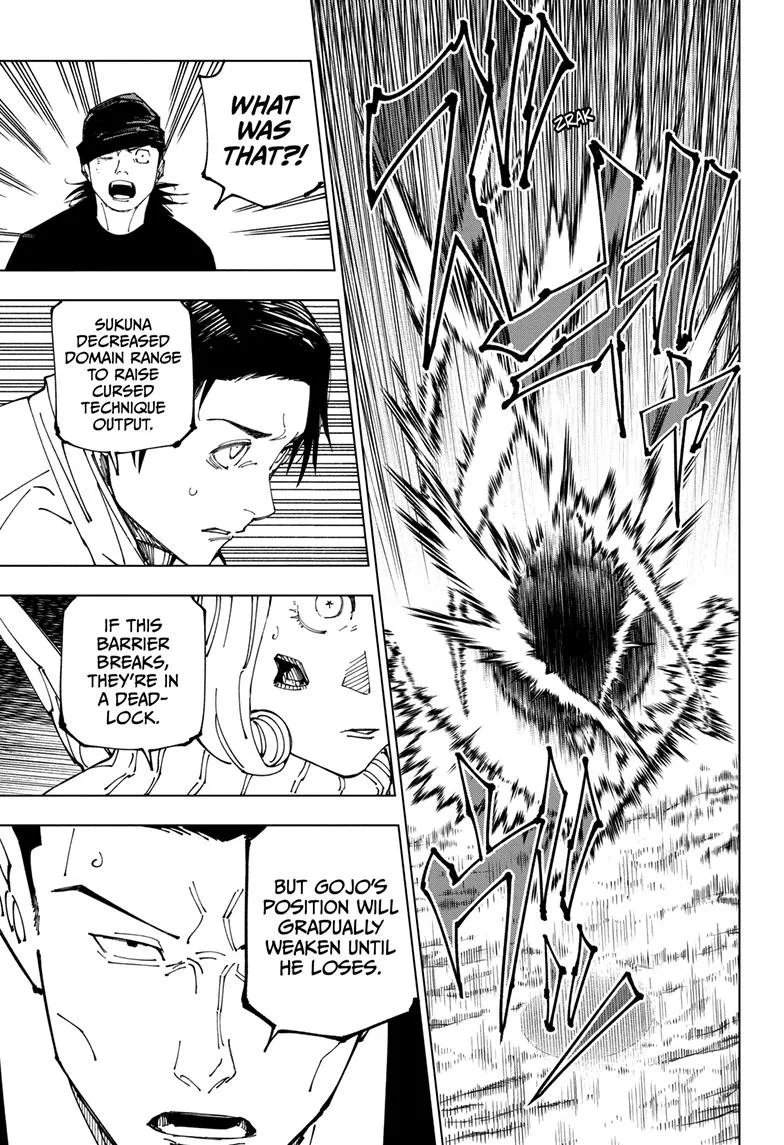 ZRAK
WHAT
WAS
THAT?!
SUKUNA
DECREASED
DOMAIN RANGE
TO RAISE
CURSED
TECHNIQUE
OUTPUT.
IF THIS
BARRIER
BREAKS,
THEY'RE IN
A DEAD-
LOCK.
BUT GOJO'S
POSITION WILL
GRADUALLY
WEAKEN UNTIL
HE LOSES.